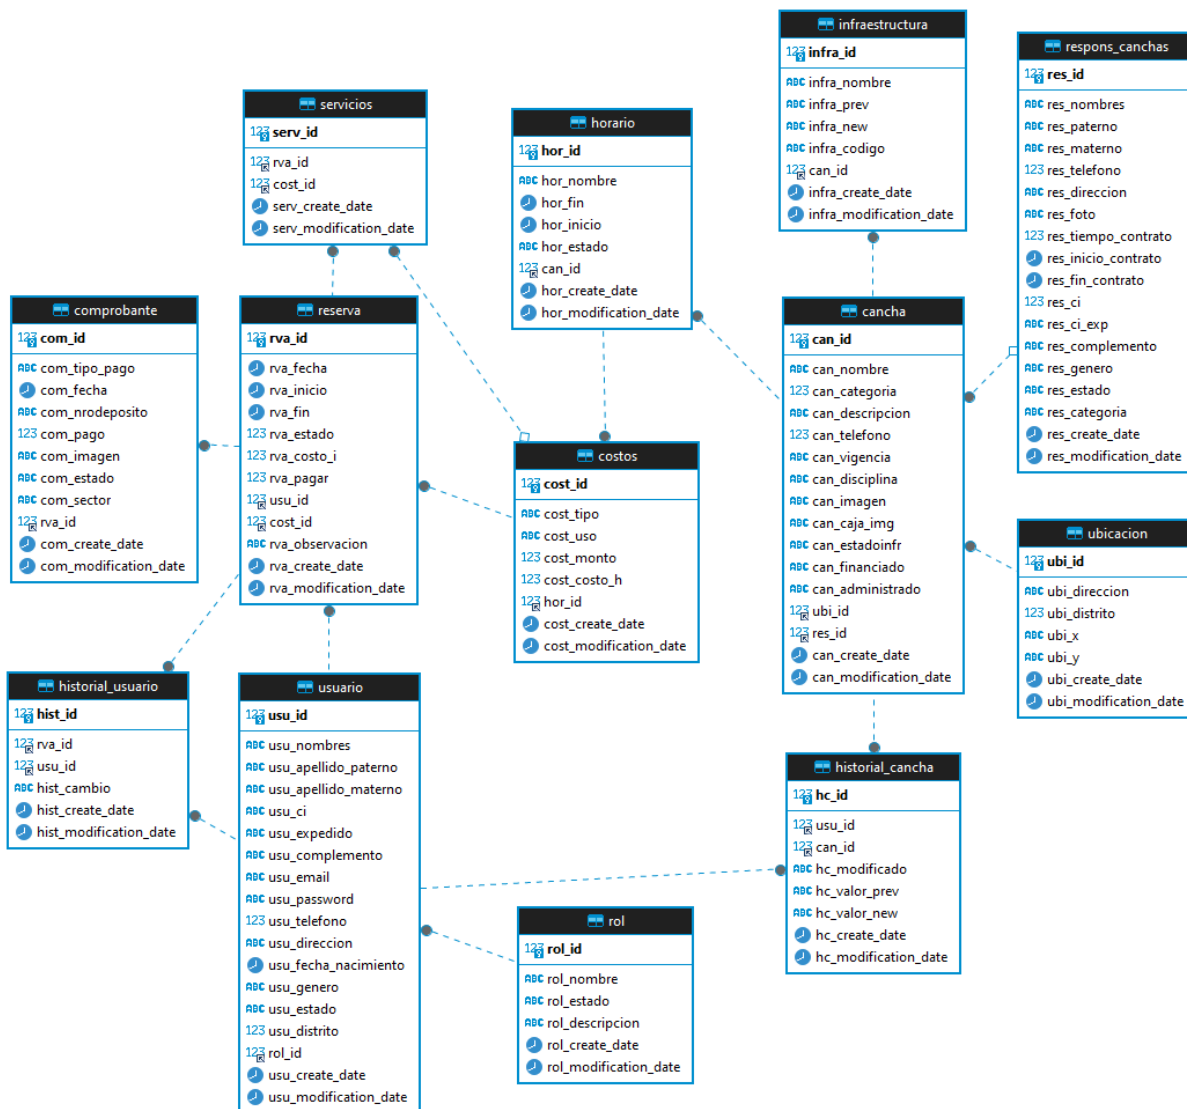 infraestructura
infra_id
infra_nombre
infra_prev
infra_new
infra_codigo
can_id
infra_create_date
infra_modification_date
respons_canchas
res_id
res_nombres
res_paterno
res_materno
res_telefono
res_direccion
res_foto
res_tiempo_contrato
res_inicio_contrato
res_fin_contrato
res_ci
res_ci_exp
res_complemento
res_genero
res_estado
res_categoria
res_create_date
res_modification_date
servicios
serv_id
rva_id
cost_id
serv_create_date
serv_modification_date
horario
hor_id
hor_nombre
hor_fin
hor_inicio
hor_estado
can_id
hor_create_date
hor_modification_date
comprobante
com_id
com_tipo_pago
com_fecha
com_nrodeposito
com_pago
com_imagen
com_estado
com_sector
rva_id
com_create_date
com_modification_date
reserva
rva_id
rva_fecha
rva_inicio
rva_fin
rva_estado
rva_costo_i
rva_pagar
usu_id
cost_id
rva_observacion
rva_create_date
rva_modification_date
cancha
can_id
can_nombre
can_categoria
can_descripcion
can_telefono
can_vigencia
can_disciplina
can_imagen
can_caja_img
can_estadoinfr
can_financiado
can_administrado
ubi_id
res_id
can_create_date
can_modification_date
costos
cost_id
cost_tipo
cost_uso
cost_monto
cost_costo_h
hor_id
cost_create_date
cost_modification_date
ubicacion
ubi_id
ubi_direccion
ubi_distrito
ubi_x
ubi_y
ubi_create_date
ubi_modification_date
historial_usuario
hist_id
rva_id
usu_id
hist_cambio
hist_create_date
hist_modification_date
usuario
usu_id
usu_nombres
usu_apellido_paterno
usu_apellido_materno
usu_ci
usu_expedido
usu_complemento
usu_email
usu_password
usu_telefono
usu_direccion
usu_fecha_nacimiento
usu_genero
usu_estado
usu_distrito
rol_id
usu_create_date
usu_modification_date
historial_cancha
hc_id
usu_id
can_id
hc_modificado
hc_valor_prev
hc_valor_new
hc_create_date
hc_modification_date
rol
rol_id
rol_nombre
rol_estado
rol_descripcion
rol_create_date
rol_modification_date